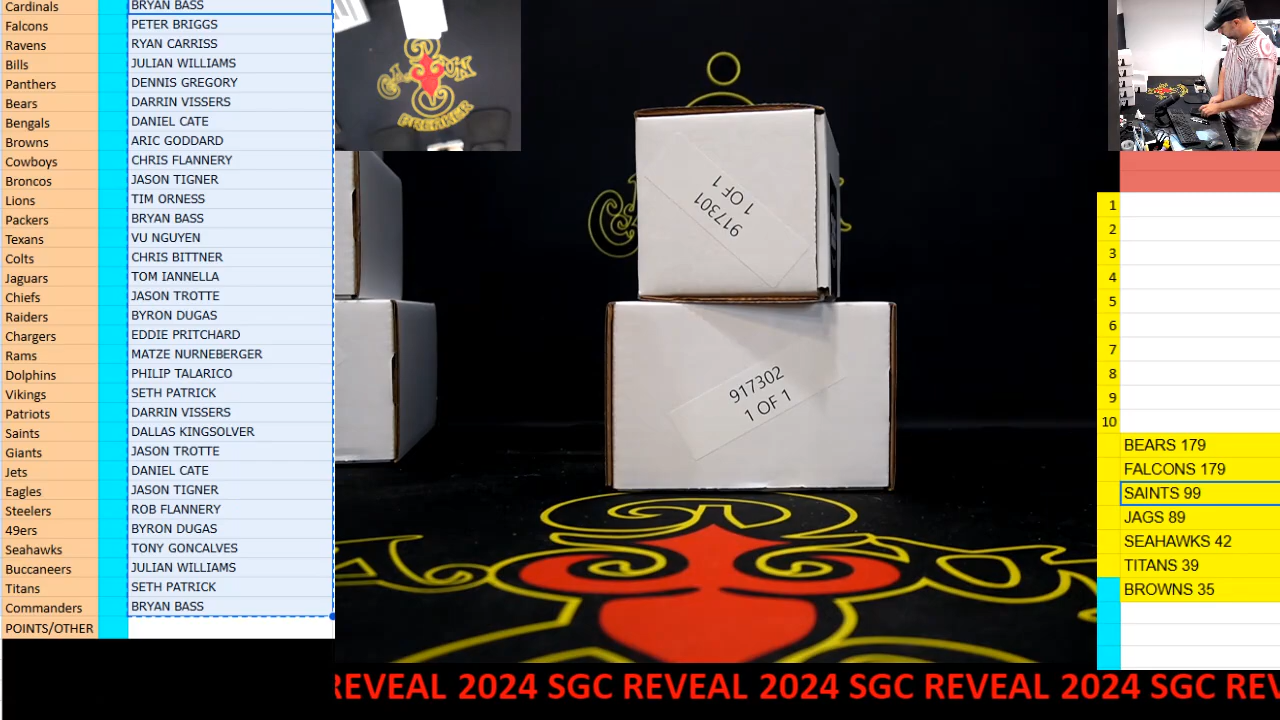 Cardinals BRYAN BASS
Falcons PETER BRIGGS
Ravens RYAN CARRISS
Bills JULIAN WILLIAMS
Panthers DENNIS GREGORY
Bears DARRIN VISSERS
Bengals DANIEL CATE
Browns ARIC GODDARD
Cowboys CHRIS FLANNERY
Broncos JASON TIGNER
Lions TIM ORNESS
Packers BRYAN BASS
Texans VU NGUYEN
Colts CHRIS BITTNER
Jaguars TOM IANNELLA
Chiefs JASON TROTTE
Raiders BYRON DUGAS
Chargers EDDIE PRITCHARD
Rams MATZE NURNEBERGER
Dolphins PHILIP TALARICO
Vikings SETH PATRICK
Patriots DARRIN VISSERS
Saints DALLAS KINGSOLVER
Giants JASON TROTTE
Jets DANIEL CATE
Eagles JASON TIGNER
Steelers ROB FLANNERY
49ers BYRON DUGAS
Seahawks TONY GONCALVES
Buccaneers JULIAN WILLIAMS
Titans SETH PATRICK
Commanders BRYAN BASS
POINTS/OTHER
BREAKER
917301
1 OF 1
917302
1 OF 1
1
2
3
4
5
6
7
8
9
10
BEARS 179
FALCONS 179
SAINTS 99
JAGS 89
SEAHAWKS 42
TITANS 39
BROWNS 35
REVEAL 2024 SGC REVEAL 2024 SGC REVEAL 2024 SGC REV